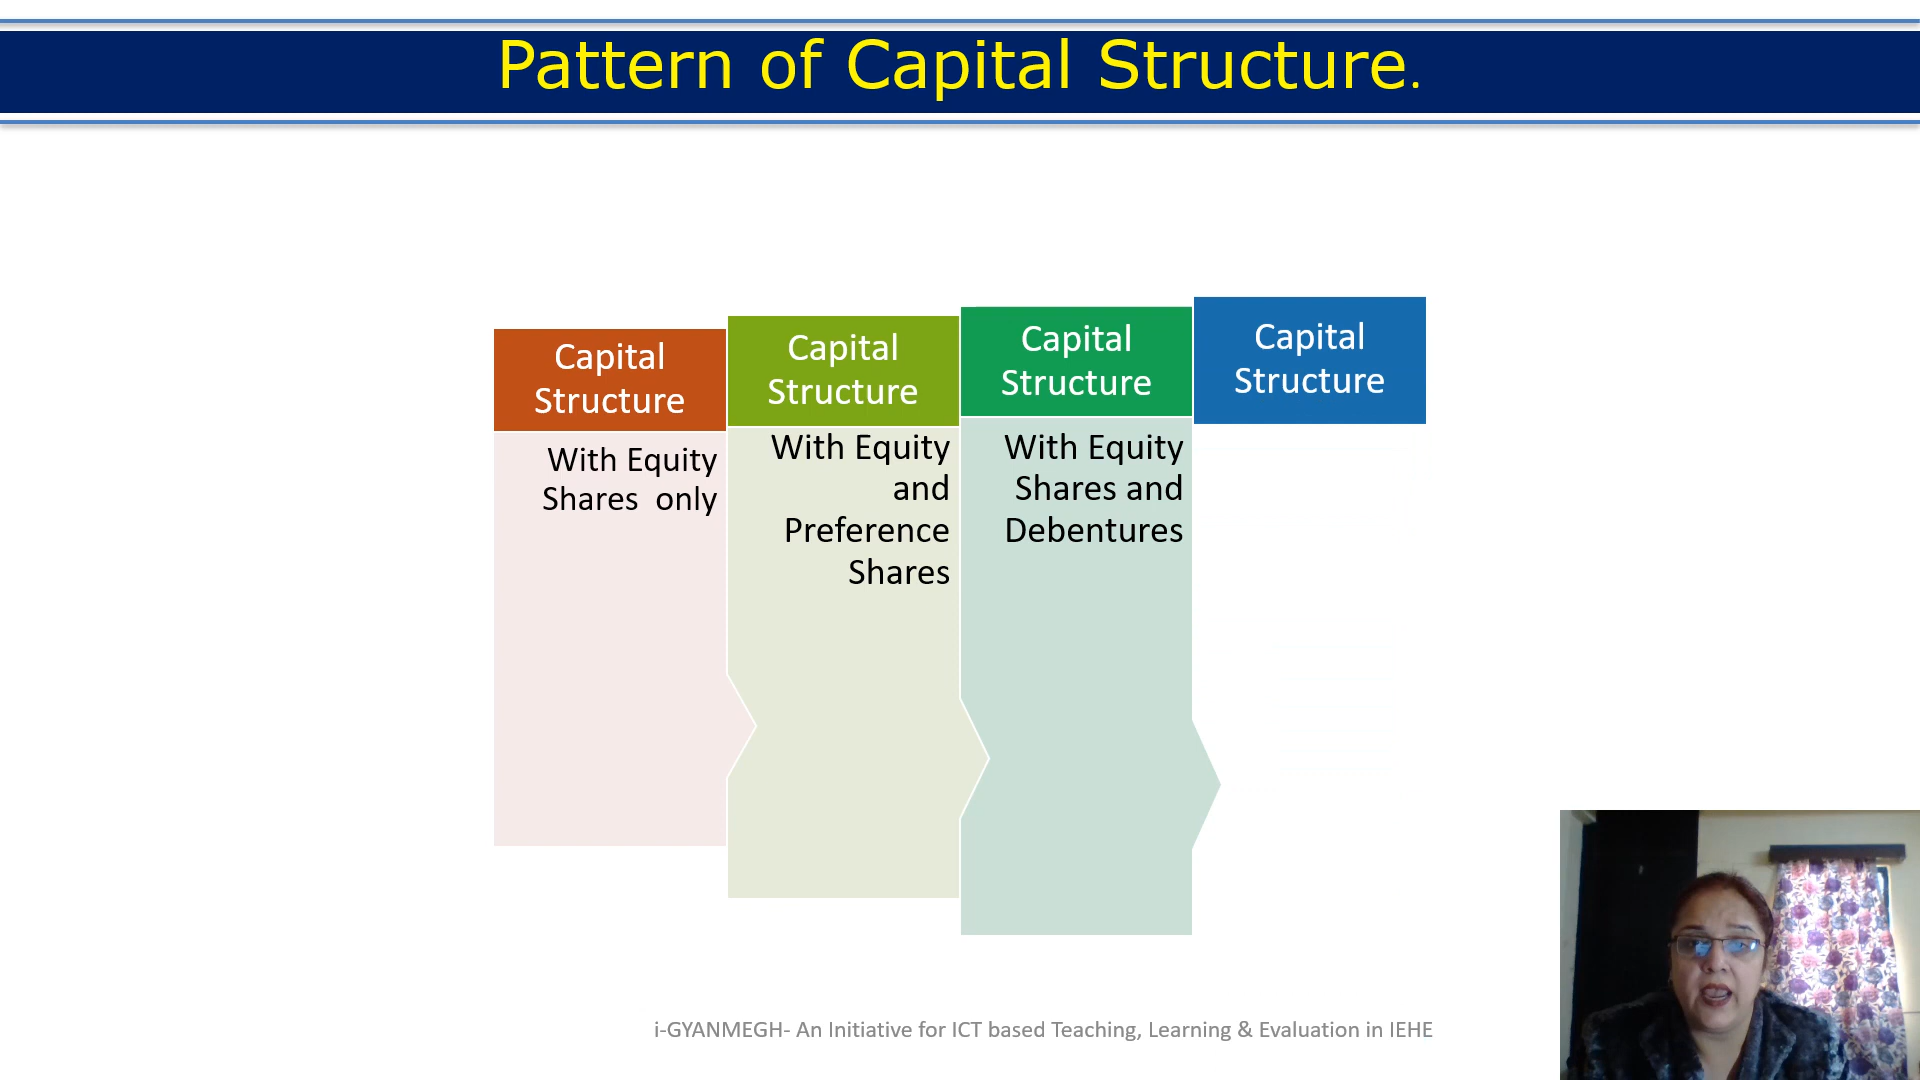 Pattern of Capital Structure.
Capital
Structure
With Equity
Shares only
Capital
Structure
With Equity
and
Preference
Shares
Capital
Structure
With Equity
Shares and
Debentures
Capital
Structure
i-GYANMEGH- An Initiative for ICT based Teaching, Learning & Evaluation in IEHE